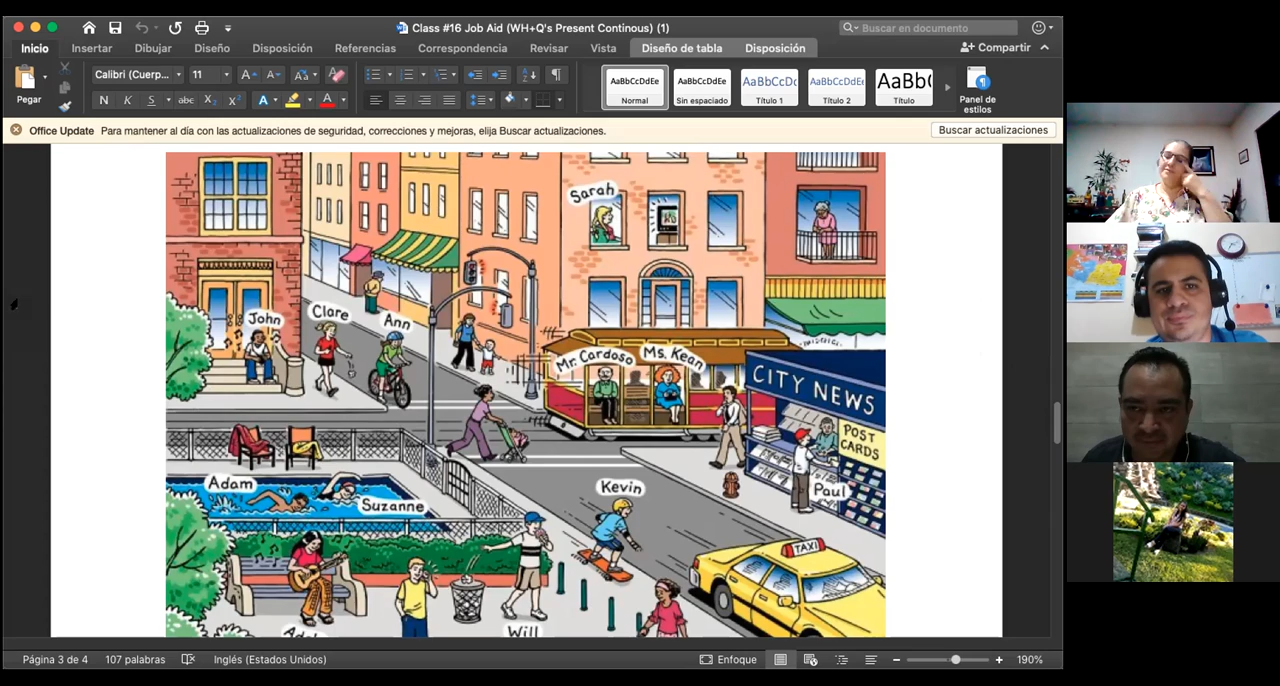 Class #16 Job Aid (WH+Q's Present Continous) (1)
Buscar en documento
Inicio Insertar Dibujar Diseño Disposición Referencias Correspondencia Revisar Vista Diseño de tabla Disposición
Compartir
Pegar
Calibri (Cuerp... 11
N K S abc X₂ X²
AaBbCcDdEe AaBbCcDdEe AaBbCcDc AaBbCcDdEe AaBb(
Normal Sin espaciado Título 1 Título 2 Título
Panel de
estilos
Office Update Para mantener al día con las actualizaciones de seguridad, correcciones y mejoras, elija Buscar actualizaciones.
Buscar actualizaciones
Sarah
John
Clare
Ann
Mr. Cardoso
Ms. Kean
CITY NEWS
POST
CARDS
Paul
Adam
Suzanne
Kevin
TAXI
Will
Página 3 de 4 107 palabras Inglés (Estados Unidos) Enfoque 190%